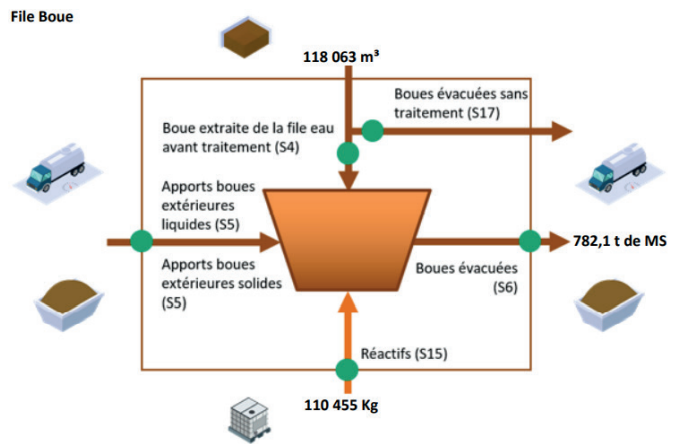 File Boue
118 063 m³
Boues évacuées sans
traitement (S17)
Boue extraite de la file eau
avant traitement (S4)
Apports boues
extérieures
liquides (S5)
782,1 t de MS
Apports boues
extérieures solides
(S5)
Boues évacuées
(S6)
Réactifs (S15)
110 455 Kg